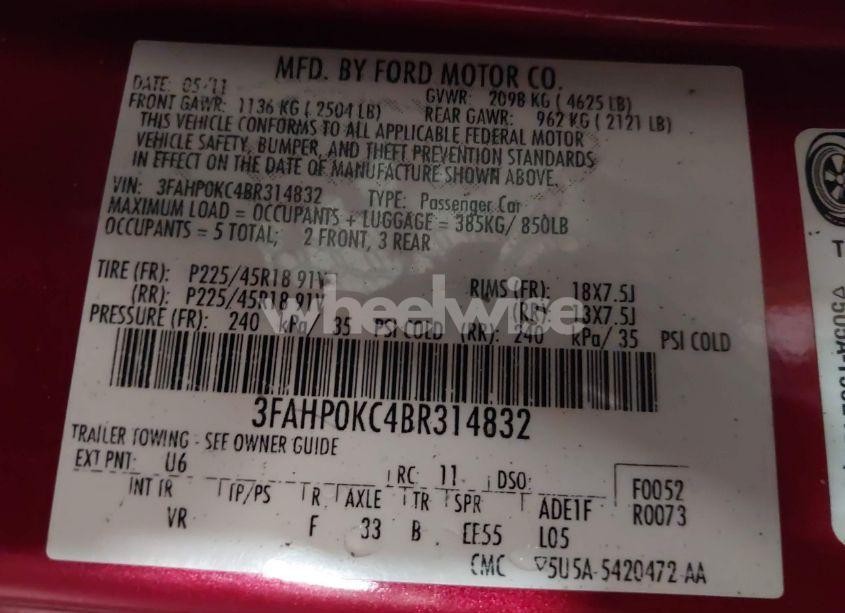 MFD. BY FORD MOTOR CO.
DATE: 05/11 GVWR: 2098 KG ( 4625 LB)
FRONT GAWR: 1136 KG ( 2504 LB) REAR GAWR: 962 KG ( 2121 LB)
THIS VEHICLE CONFORMS TO ALL APPLICABLE FEDERAL MOTOR
VEHICLE SAFETY, BUMPER, AND THEFT PREVENTION STANDARDS
IN EFFECT ON THE DATE OF MANUFACTURE SHOWN ABOVE.
VIN: 3FAHP0KC4BR314832 TYPE: Passenger Car
MAXIMUM LOAD = OCCUPANTS + LUGGAGE = 385KG/ 850LB
OCCUPANTS = 5 TOTAL; 2 FRONT, 3 REAR
TIRE (FR): P225/45R18 91V RIMS (FR): 18X7.5J
(RR): P225/45R18 91V (RR): 18X7.5J
wheelwise
PRESSURE (FR): 240 kPa/ 35 PSI COLD (RR): 240 kPa/ 35 PSI COLD
3FAHP0KC4BR314832
TRAILER TOWING - SEE OWNER GUIDE
EXT PNT: U6 RC: 11 DSO: F0052
INT TR TP/PS R AXLE TR SPR ADE1F R0073
VR F 33 B EE55 L05
CMC ▽5U5A-5420472-AA